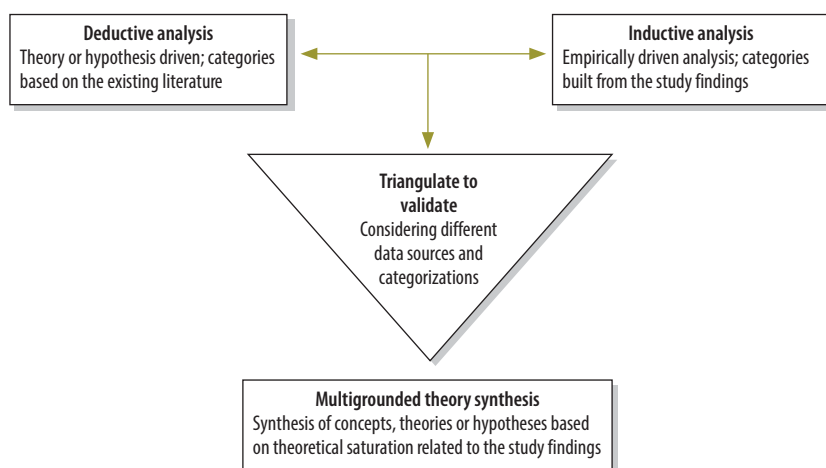 Deductive analysis
Theory or hypothesis driven; categories
based on the existing literature
Inductive analysis
Empirically driven analysis; categories
built from the study findings
Triangulate to
validate
Considering different
data sources and
categorizations
Multigrounded theory synthesis
Synthesis of concepts, theories or hypotheses based
on theoretical saturation related to the study findings